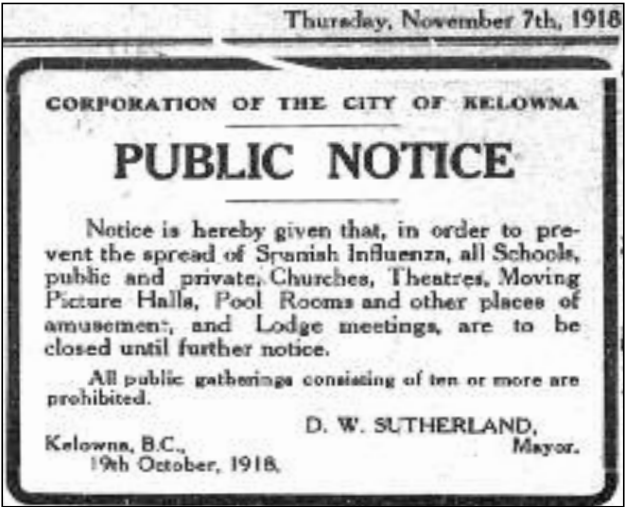 Thursday, November 7th, 1918
CORPORATION OF THE CITY OF KELOWNA
PUBLIC NOTICE
Notice is hereby given that, in order to pre-
vent the spread of Spanish Influenza, all Schools,
public and private, Churches, Theatres, Moving
Picture Halls, Pool Rooms and other places of
amusement, and Lodge meetings, are to be
closed until further notice.
All public gatherings consisting of ten or more are
prohibited.
D. W. SUTHERLAND,
Mayor.
Kelowna, B.C.,
19th October, 1918.